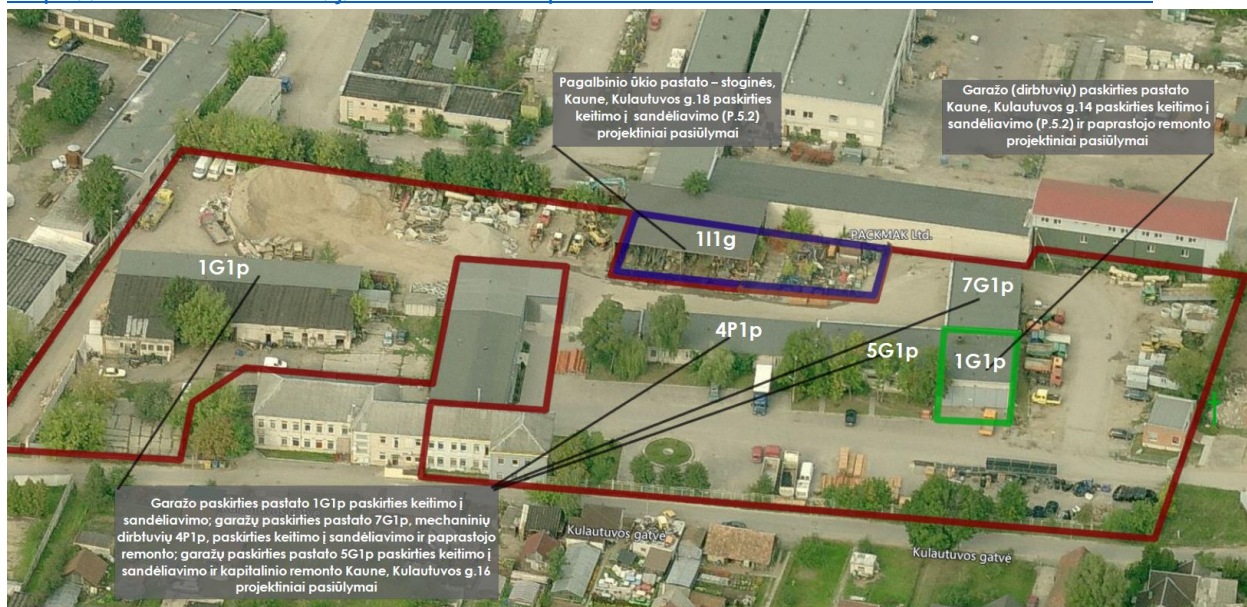 Pagalbinio ūkio pastato – stoginės,
Kaune, Kulautuvos g.18 paskirties
keitimo į sandėliavimo (P.5.2)
projektiniai pasiūlymai
Garažo (dirbtuvių) paskirties pastato
Kaune, Kulautuvos g.14 paskirties keitimo į
sandėliavimo (P.5.2) ir paprastojo remonto
projektiniai pasiūlymai
1I1g
PACKMAK Ltd.
1G1p
7G1p
4P1p
5G1p
1G1p
Garažo paskirties pastato 1G1p paskirties keitimo į
sandėliavimo; garažų paskirties pastato 7G1p, mechaninių
dirbtuvių 4P1p, paskirties keitimo į sandėliavimo ir paprastojo
remonto; garažų paskirties pastato 5G1p paskirties keitimo į
sandėliavimo ir kapitalinio remonto Kaune, Kulautuvos g.16
projektiniai pasiūlymai
Kulautuvos gatvė
Kulautuvos gatvė